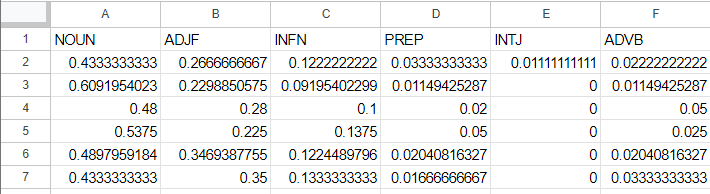 A B C D E F
1 NOUN ADJF INFN PREP INTJ ADVB
2 0.4333333333 0.2666666667 0.1222222222 0.03333333333 0.01111111111 0.02222222222
3 0.6091954023 0.2298850575 0.09195402299 0.01149425287 0 0.01149425287
4 0.48 0.28 0.1 0.02 0 0.05
5 0.5375 0.225 0.1375 0.05 0 0.025
6 0.4897959184 0.3469387755 0.1224489796 0.02040816327 0 0.02040816327
7 0.4333333333 0.35 0.1333333333 0.01666666667 0 0.03333333333